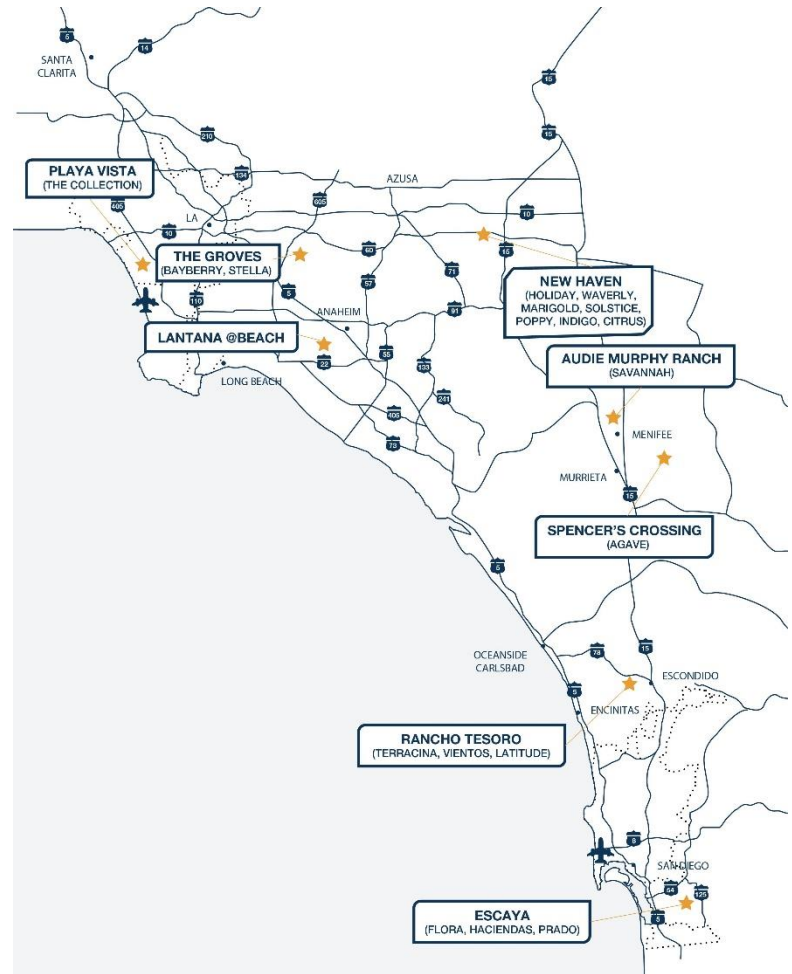 5
14
SANTA
CLARITA
15
15
210
134
AZUSA
PLAYA VISTA
(THE COLLECTION)
405
605
LA
10
10
THE GROVES
(BAYBERRY, STELLA)
60
15
57
71
NEW HAVEN
(HOLIDAY, WAVERLY,
MARIGOLD, SOLSTICE,
POPPY, INDIGO, CITRUS)
110
5
ANAHEIM
91
LANTANA @BEACH
22
55
133
LONG BEACH
241
405
73
AUDIE MURPHY RANCH
(SAVANNAH)
MENIFEE
MURRIETA
15
SPENCER'S CROSSING
(AGAVE)
5
OCEANSIDE
CARLSBAD
78
15
ESCONDIDO
5
ENCINITAS
RANCHO TESORO
(TERRACINA, VIENTOS, LATITUDE)
8
SAN DIEGO
54
125
5
ESCAYA
(FLORA, HACIENDAS, PRADO)